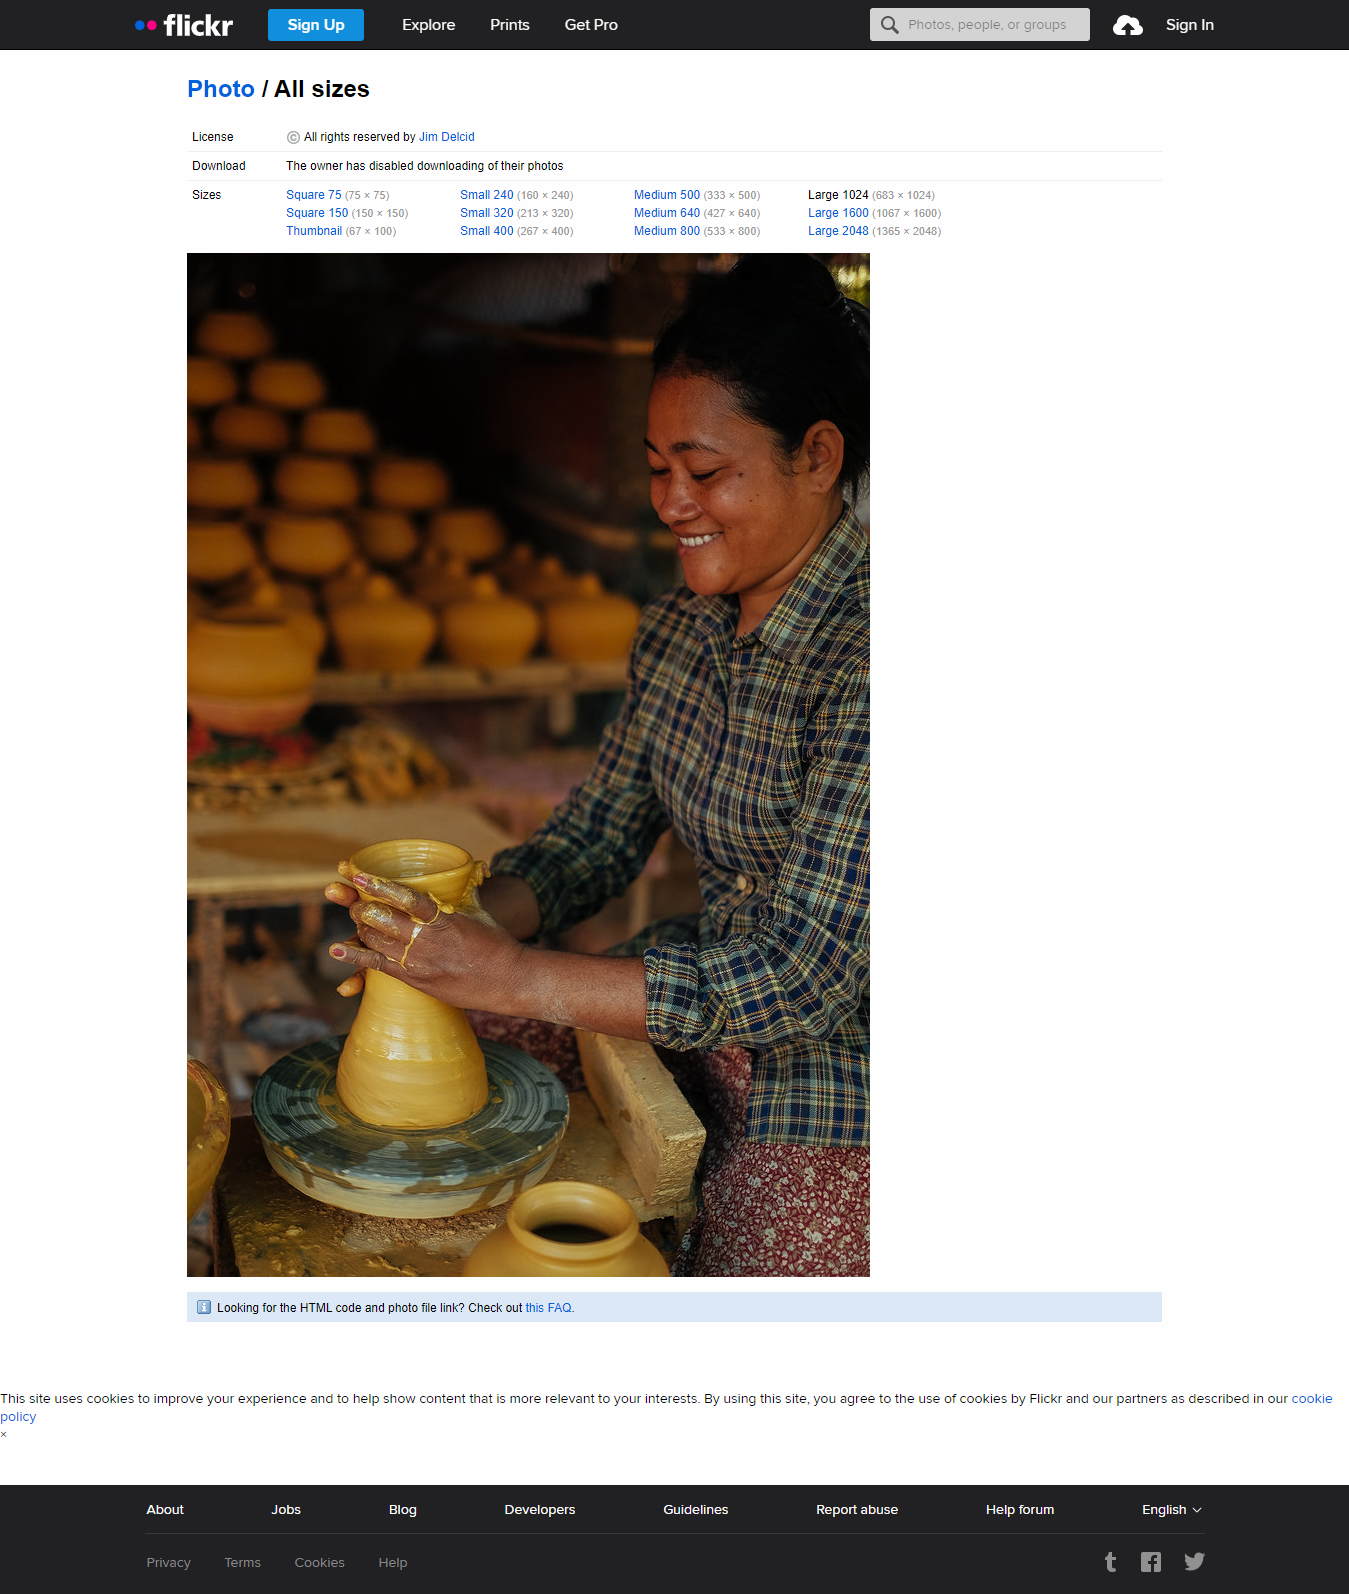 flickr Sign Up Explore Prints Get Pro Photos, people, or groups Sign In
Photo / All sizes
License © All rights reserved by Jim Delcid
Download The owner has disabled downloading of their photos
Sizes Square 75 (75 × 75) Small 240 (160 × 240) Medium 500 (333 × 500) Large 1024 (683 × 1024)
Square 150 (150 × 150) Small 320 (213 × 320) Medium 640 (427 × 640) Large 1600 (1067 × 1600)
Thumbnail (67 × 100) Small 400 (267 × 400) Medium 800 (533 × 800) Large 2048 (1365 × 2048)
Looking for the HTML code and photo file link? Check out this FAQ.
This site uses cookies to improve your experience and to help show content that is more relevant to your interests. By using this site, you agree to the use of cookies by Flickr and our partners as described in our cookie
policy
×
About Jobs Blog Developers Guidelines Report abuse Help forum English
Privacy Terms Cookies Help